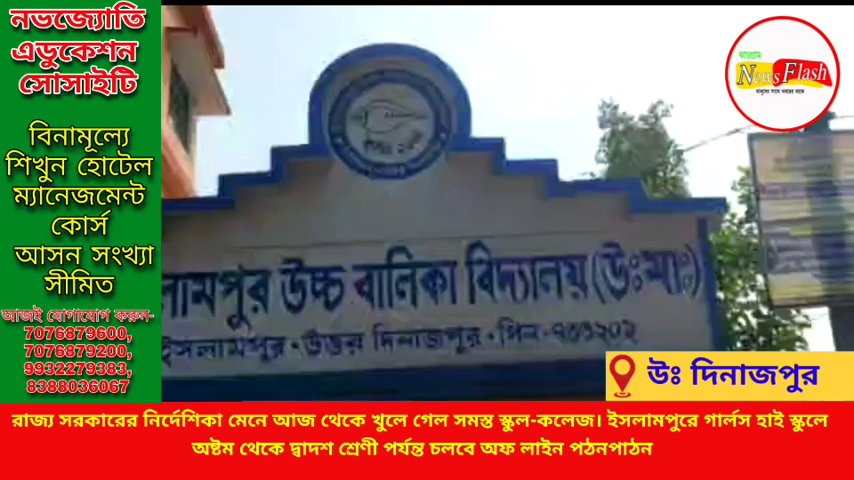 নভজ্যোতি
এডুকেশন
সোসাইটি
বিনামূল্যে
শিখুন হোটেল
ম্যানেজমেন্ট
কোর্স
আসন সংখ্যা
সীমিত
আজই যোগাযোগ করুন-
7076879600,
7076879200,
9932279383,
8388036067
News Flash
লামপুর উচ্চ বালিকা বিদ্যালয় (উঃমাঃ)
ইসলামপুর • উত্তর দিনাজপুর • পিন-৭৩৩২০২
উঃ দিনাজপুর
রাজ্য সরকারের নির্দেশিকা মেনে আজ থেকে খুলে গেল সমস্ত স্কুল-কলেজ। ইসলামপুরে গার্লস হাই স্কুলে
অষ্টম থেকে দ্বাদশ শ্রেণী পর্যন্ত চলবে অফ লাইন পঠনপাঠন